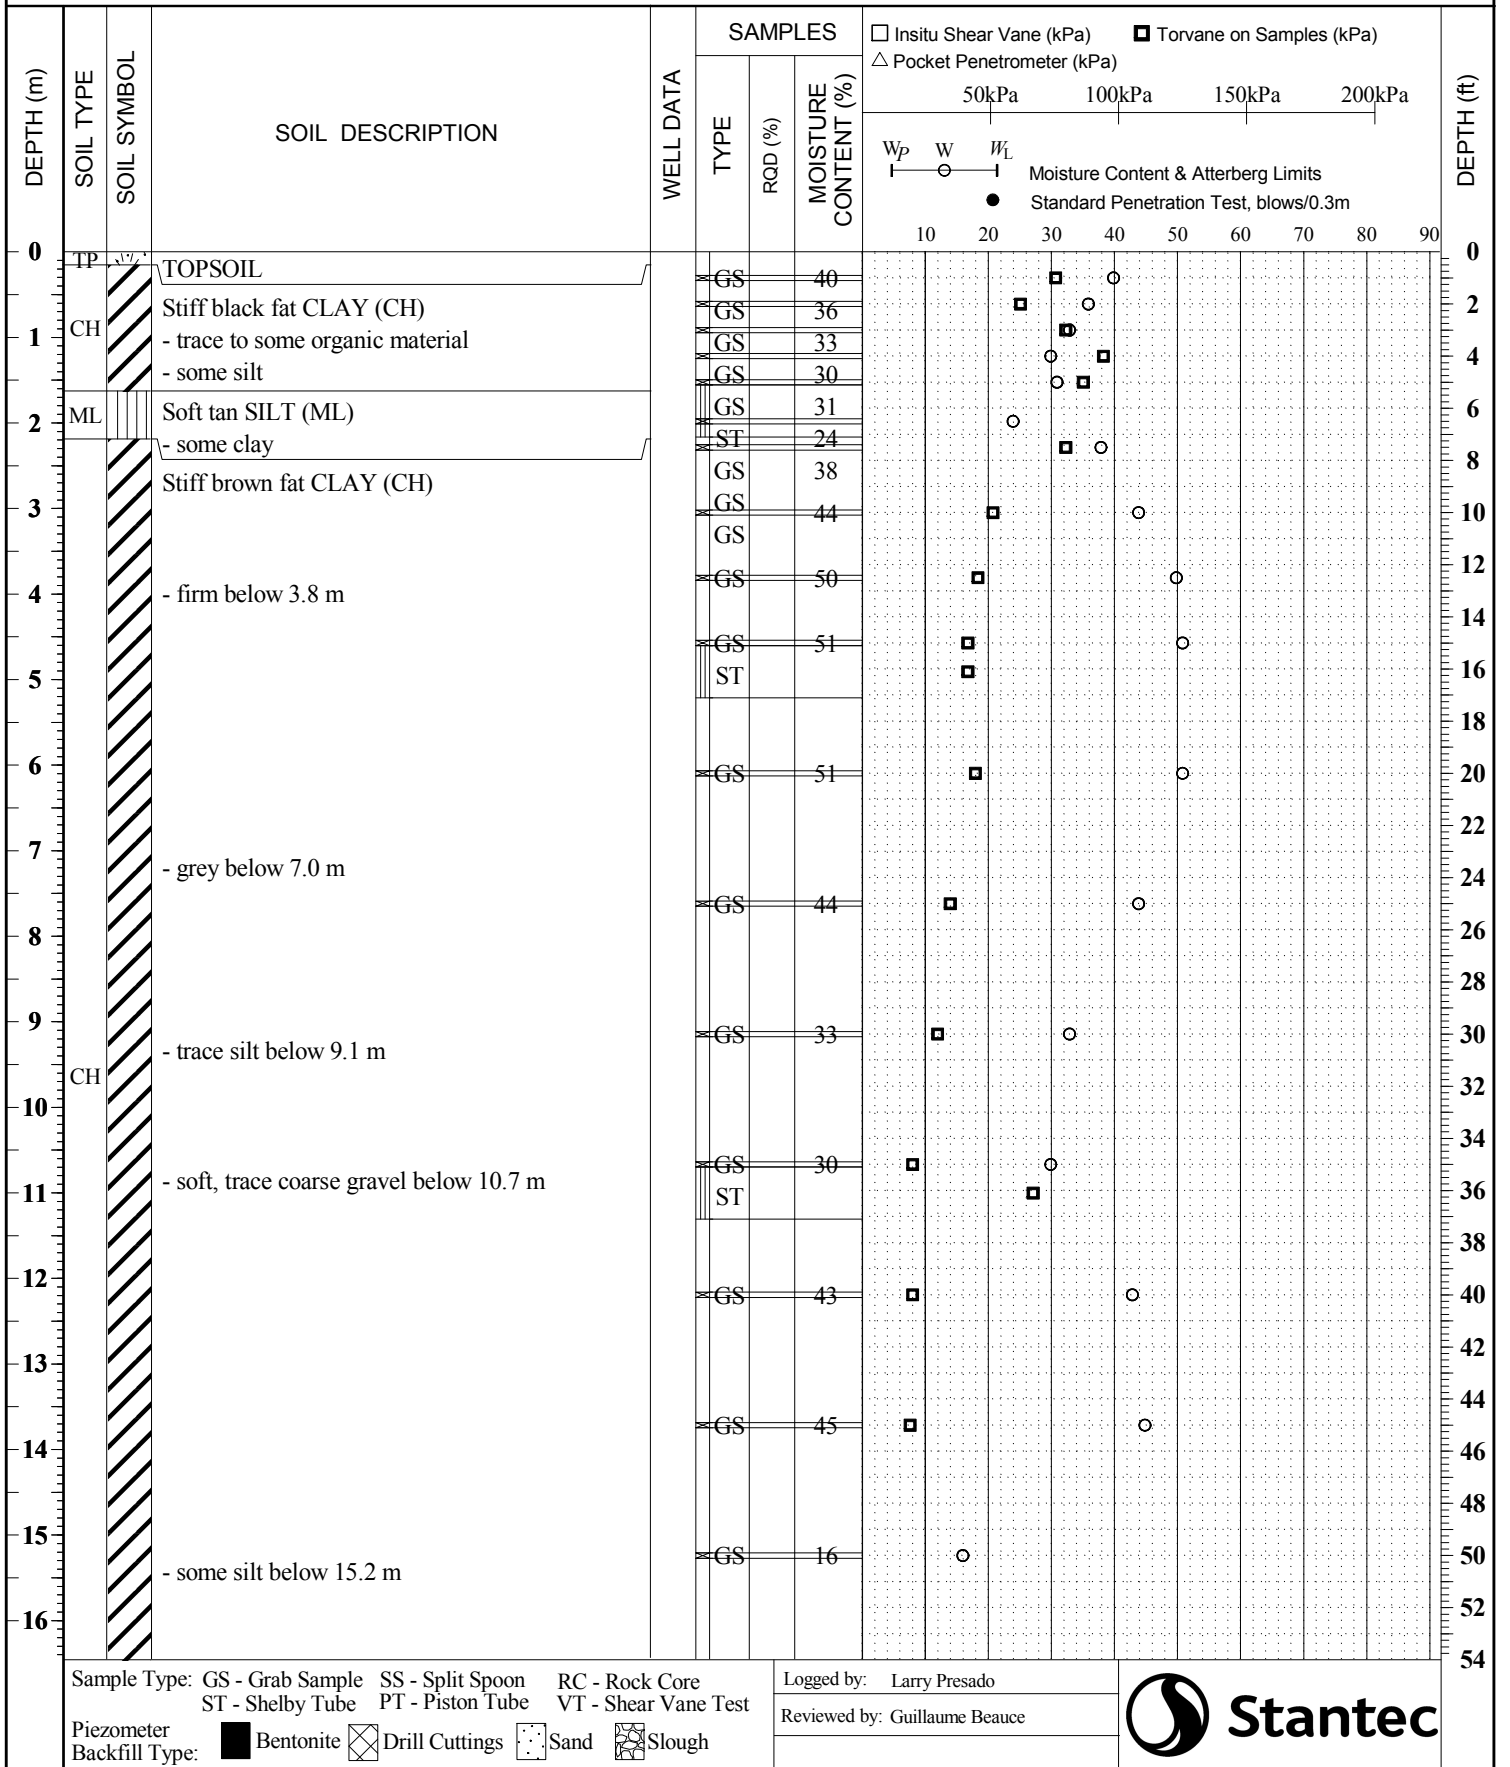 SAMPLES
Insitu Shear Vane (kPa) Torvane on Samples (kPa)
Pocket Penetrometer (kPa)
50kPa 100kPa 150kPa 200kPa
DEPTH (m)
SOIL TYPE
SOIL SYMBOL
SOIL DESCRIPTION
WELL DATA
TYPE
RQD (%)
MOISTURE CONTENT (%)
DEPTH (ft)
WP W WL
Moisture Content & Atterberg Limits
Standard Penetration Test, blows/0.3m
10 20 30 40 50 60 70 80 90
0 TP TOPSOIL 0
GS 40
Stiff black fat CLAY (CH) GS 36 2
CH
1 - trace to some organic material GS 33
4
- some silt GS 30
ML Soft tan SILT (ML) GS 31 6
2
- some clay ST 24
8
Stiff brown fat CLAY (CH) GS 38
GS
3 44 10
GS
GS 50 12
4 - firm below 3.8 m
14
GS 51
5 ST 16
18
6 GS 51 20
22
7
- grey below 7.0 m 24
GS 44
8 26
28
9 GS 33 30
- trace silt below 9.1 m
CH 32
10
34
GS 30
- soft, trace coarse gravel below 10.7 m
11 ST 36
38
12 GS 43 40
42
13
44
GS 45
14 46
48
15
GS 16 50
- some silt below 15.2 m
16 52
54
Sample Type: GS - Grab Sample SS - Split Spoon RC - Rock Core
ST - Shelby Tube PT - Piston Tube VT - Shear Vane Test
Piezometer
Backfill Type: Bentonite Drill Cuttings Sand Slough
Logged by: Larry Presado
Reviewed by: Guillaume Beauce
Stantec